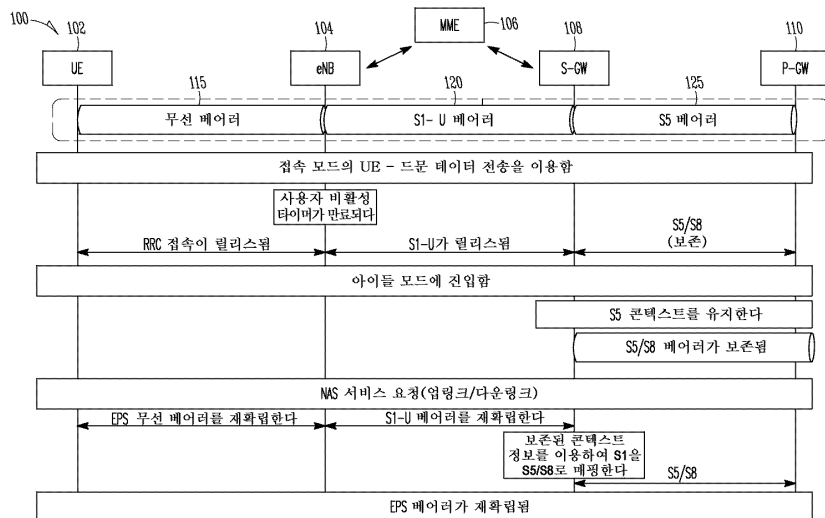 100
102
104
MME
106
108
110
UE
eNB
S-GW
P-GW
115
120
125
무선 베어러
S1- U 베어러
S5 베어러
접속 모드의 UE - 드문 데이터 전송을 이용함
사용자 비활성
타이머가 만료되다
RRC 접속이 릴리스됨
S1-U가 릴리스됨
S5/S8
(보존)
아이들 모드에 진입함
S5 콘텍스트를 유지한다
S5/S8 베어러가 보존됨
NAS 서비스 요청(업링크/다운링크)
EPS 무선 베어러를 재확립한다
S1-U 베어러를 재확립한다
보존된 콘텍스트
정보를 이용하여 S1을
S5/S8로 매핑한다
S5/S8
EPS 베어러가 재확립됨